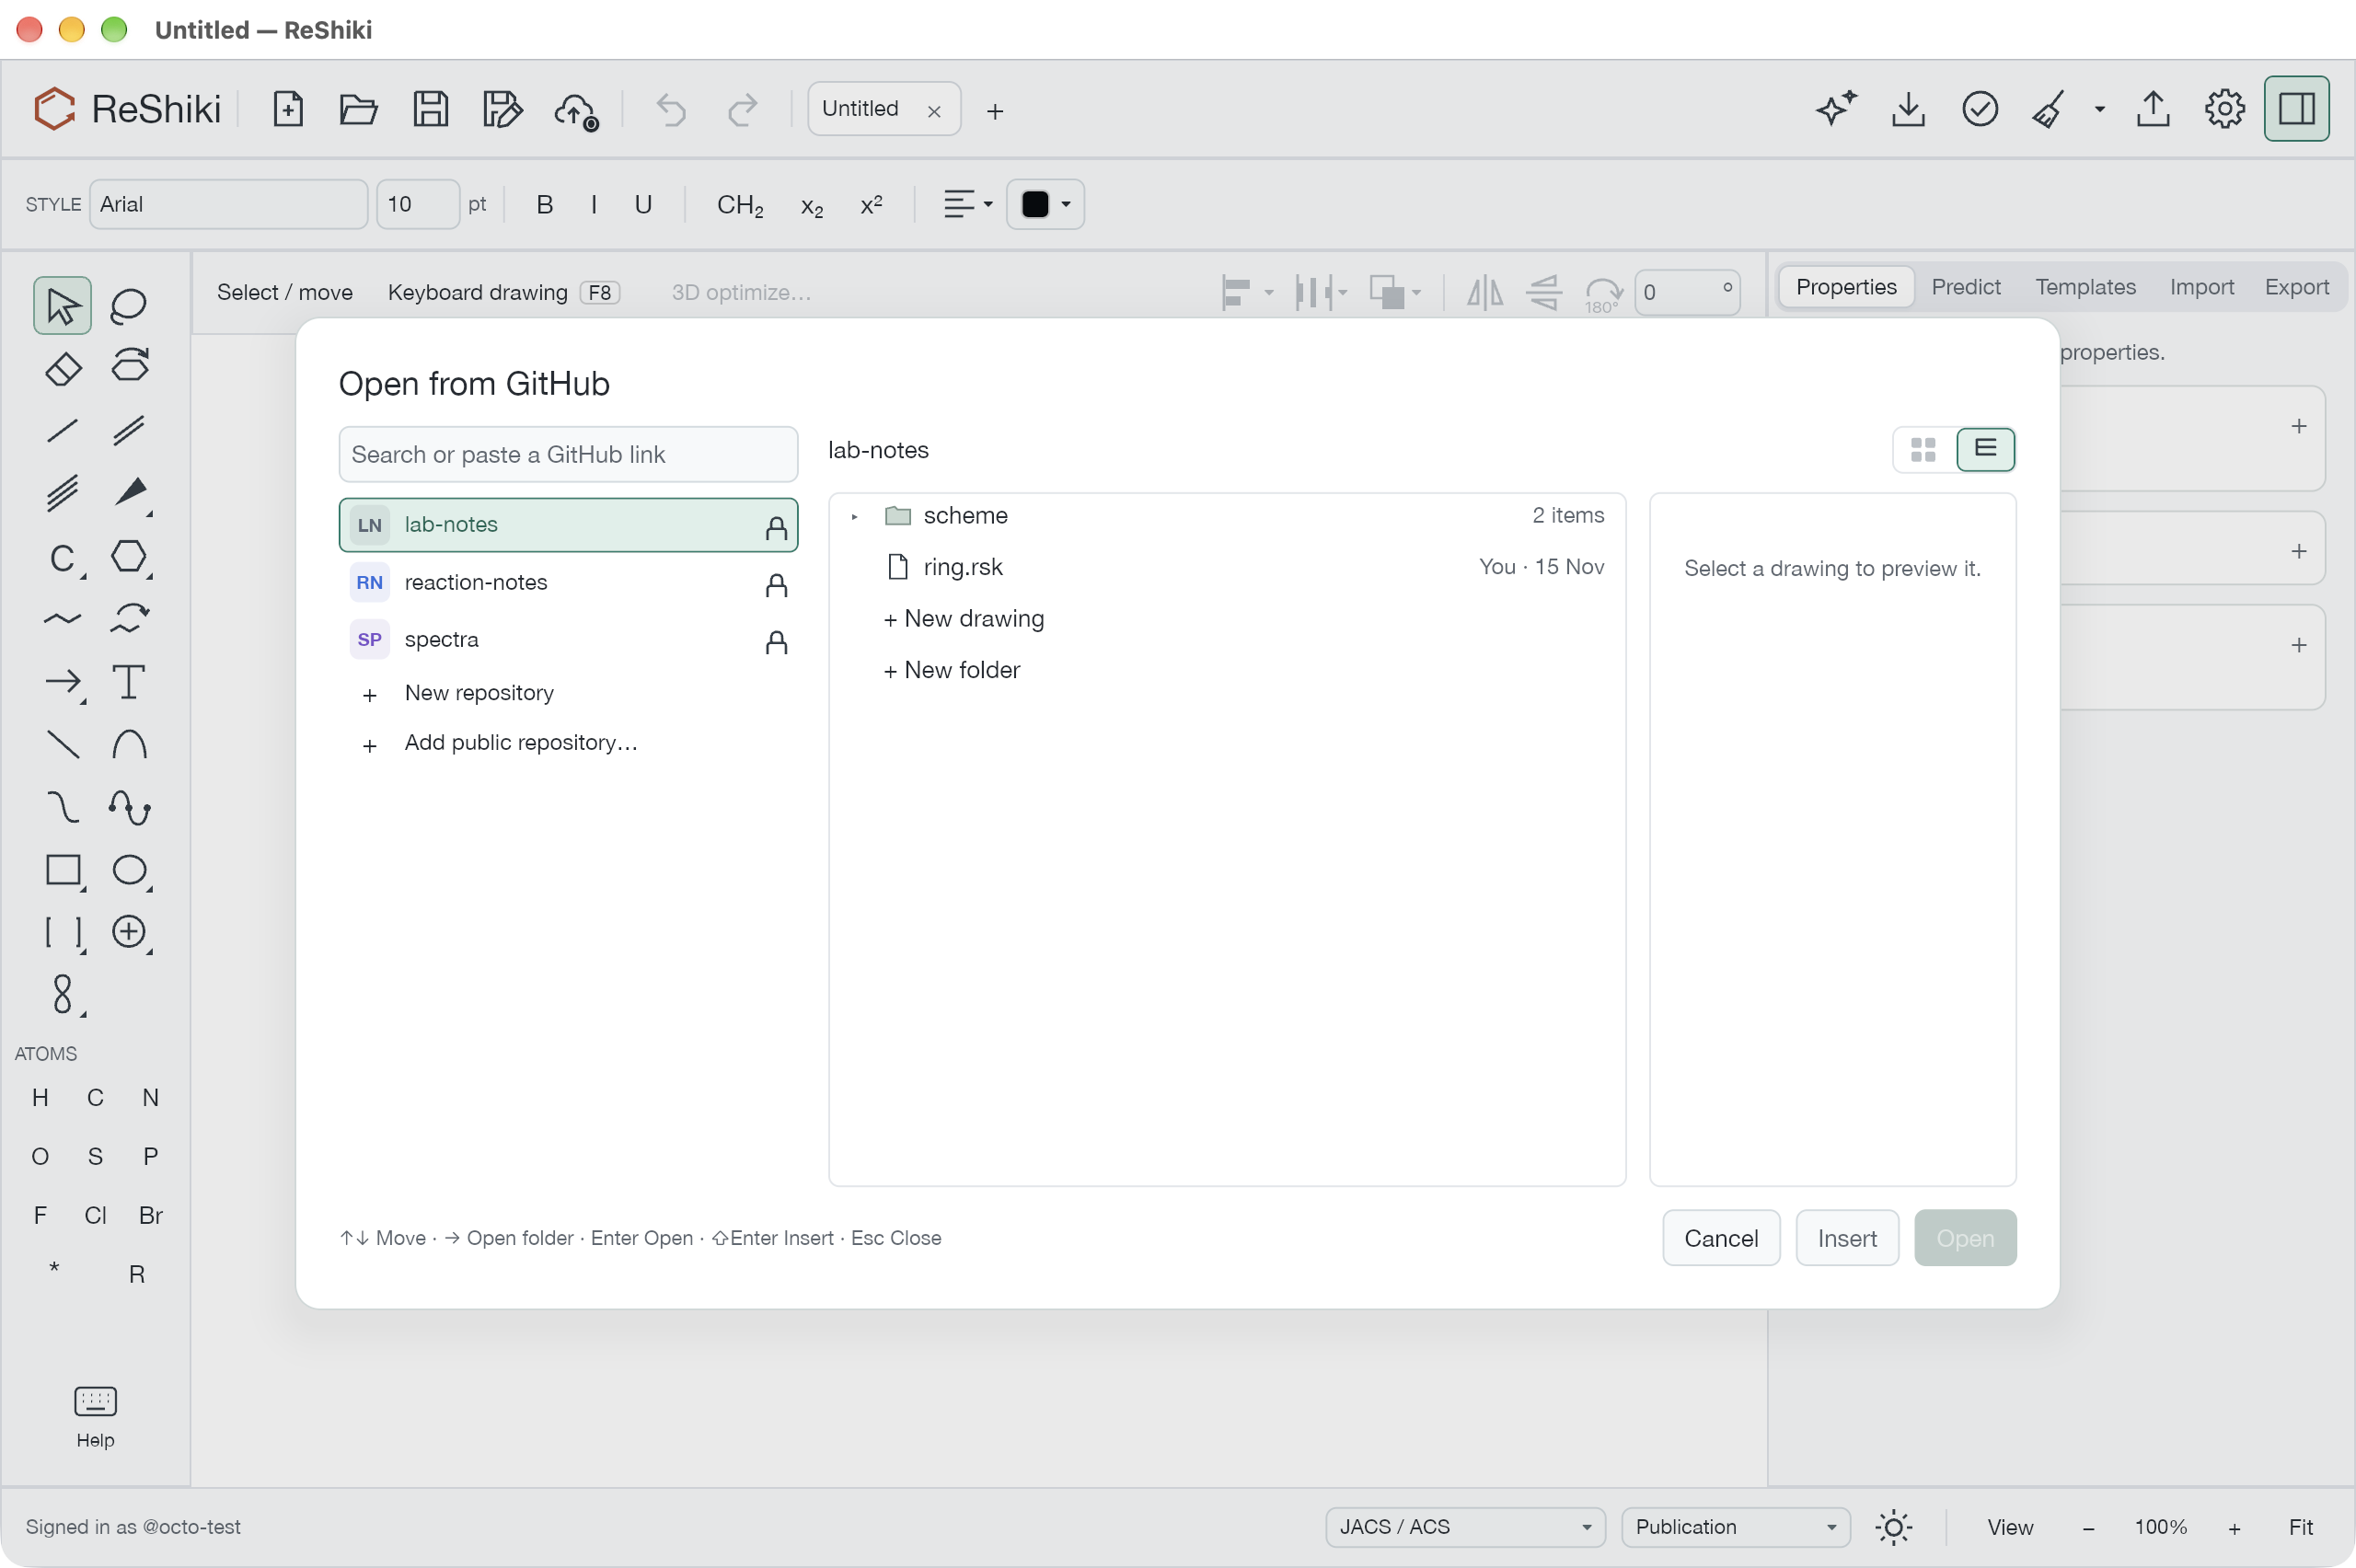 Untitled — ReShiki
ReShiki
Untitled × +
STYLE Arial 10 pt B I U CH₂ x₂ x²
Select / move Keyboard drawing F8 3D optimize… 180° 0 °
Properties Predict Templates Import Export
properties.
+
+
+
Open from GitHub
Search or paste a GitHub link
LN lab-notes
RN reaction-notes
SP spectra
+ New repository
+ Add public repository…
lab-notes
scheme 2 items
ring.rsk You · 15 Nov
+ New drawing
+ New folder
Select a drawing to preview it.
↑↓ Move · → Open folder · Enter Open · ⇧Enter Insert · Esc Close
Cancel Insert Open
C
T
[ ]
ATOMS
H C N
O S P
F Cl Br
* R
Help
Signed in as @octo-test
JACS / ACS Publication View − 100% + Fit